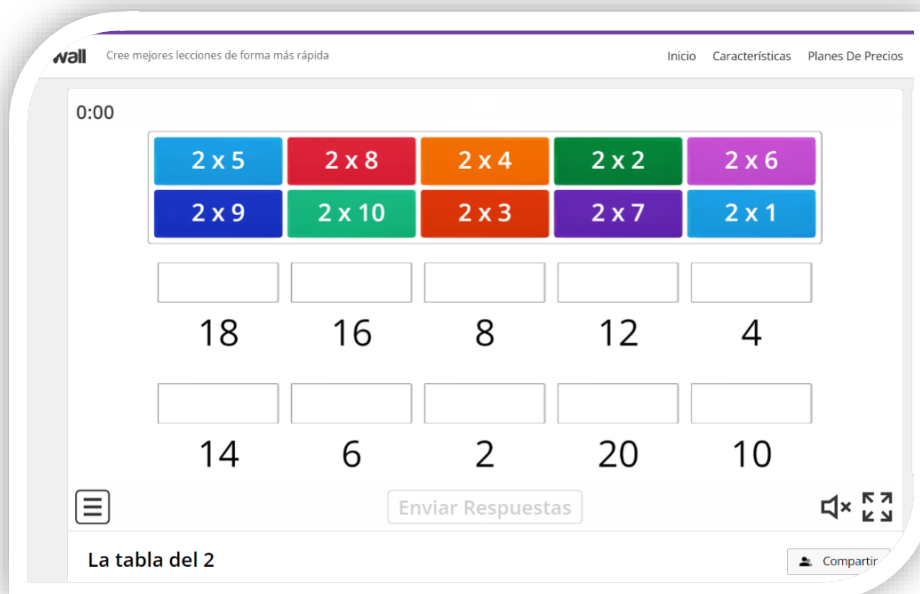 wall Cree mejores lecciones de forma más rápida Inicio Características Planes De Precios
0:00
2 x 5 2 x 8 2 x 4 2 x 2 2 x 6
2 x 9 2 x 10 2 x 3 2 x 7 2 x 1
18 16 8 12 4
14 6 2 20 10
Enviar Respuestas
La tabla del 2 Compartir